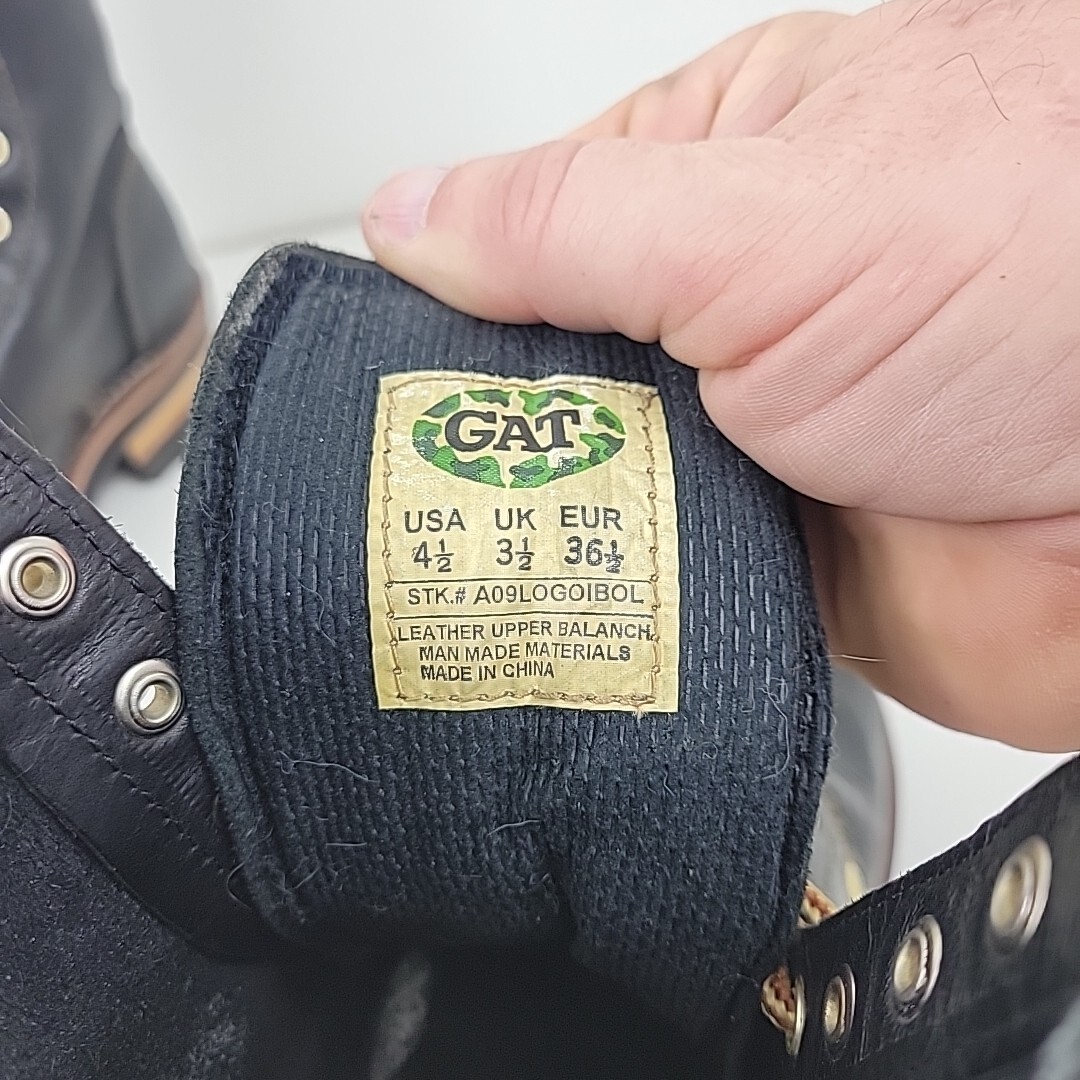 GAT
USA UK EUR
4½ 3½ 36½
STK.# A09LOGOIBOL
LEATHER UPPER BALANCH
MAN MADE MATERIALS
MADE IN CHINA